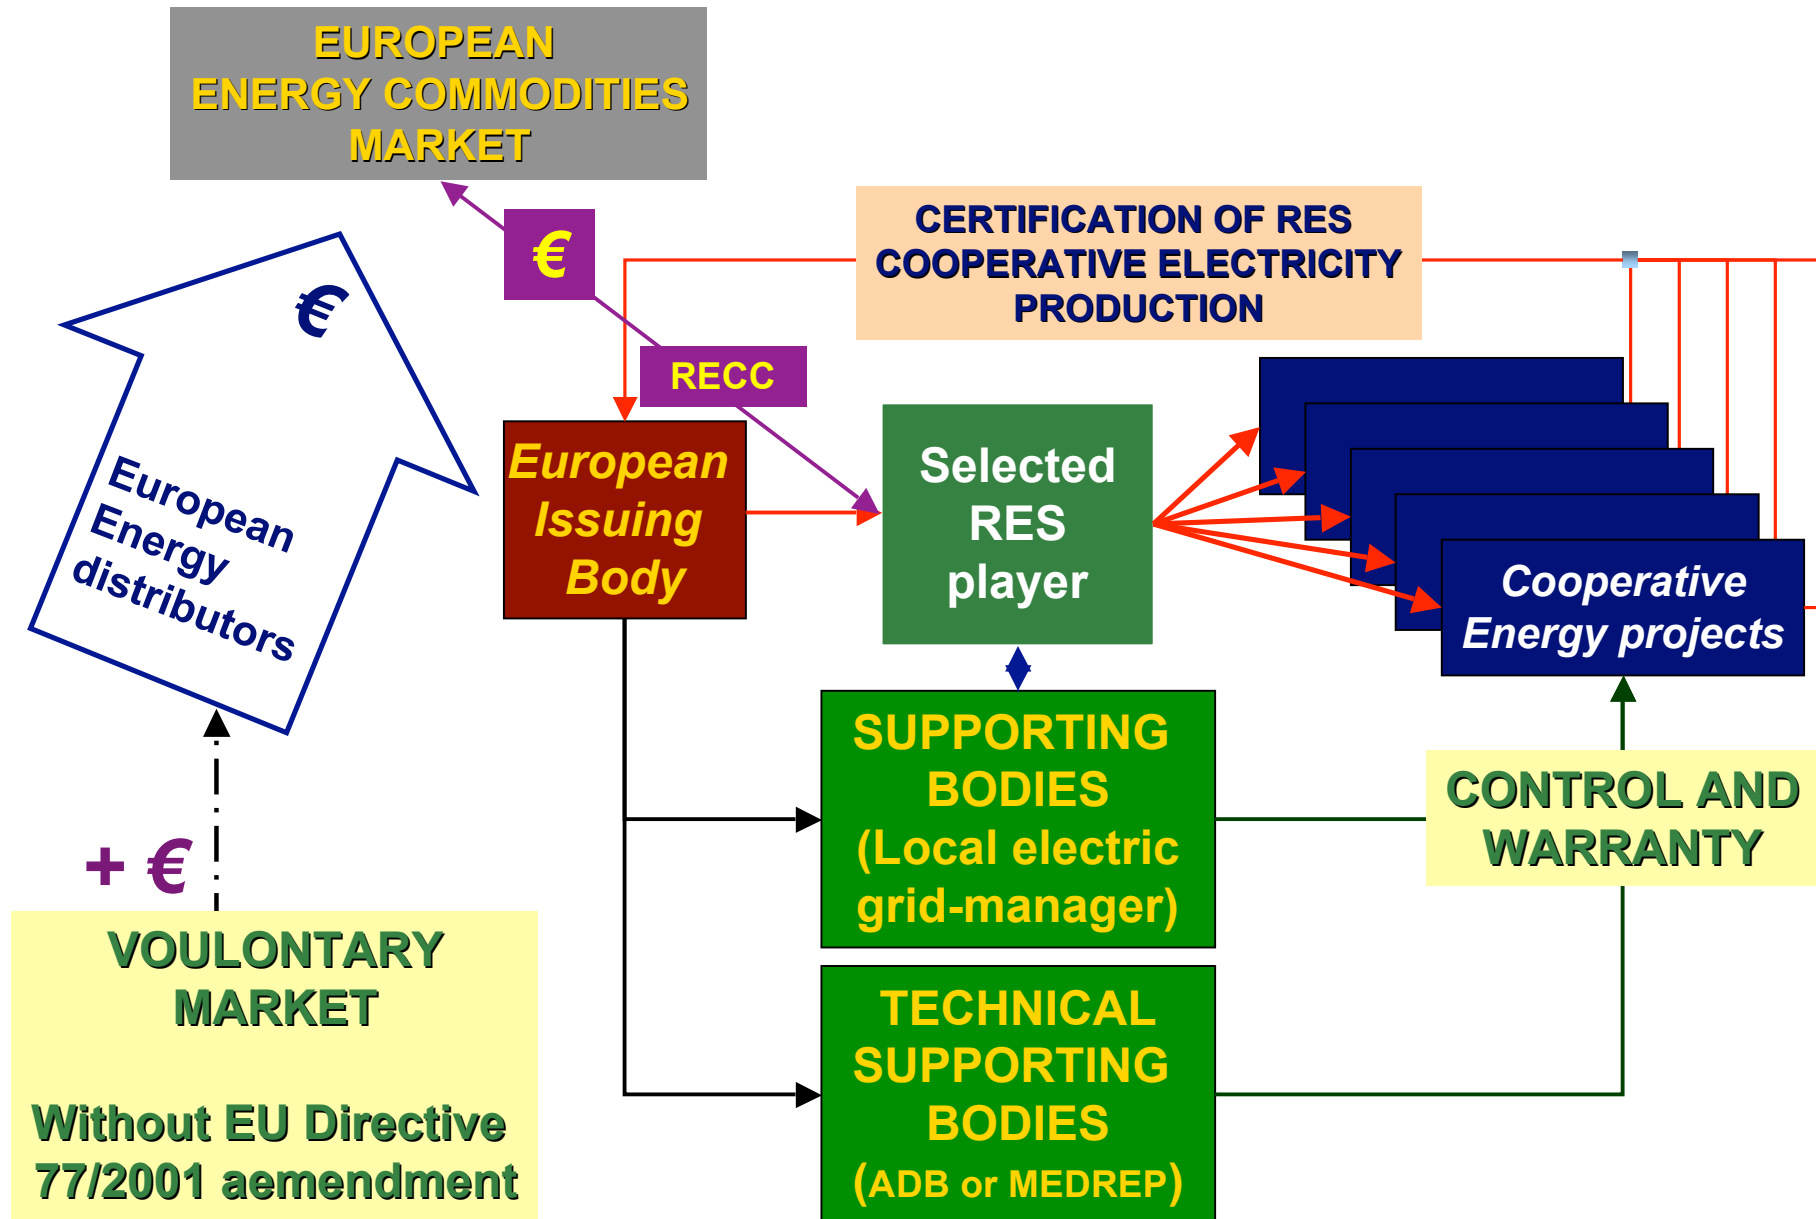 EUROPEAN
ENERGY COMMODITIES
MARKET
€
RECC
CERTIFICATION OF RES
COOPERATIVE ELECTRICITY
PRODUCTION
€
European
Energy
distributors
European
Issuing
Body
Selected
RES
player
Cooperative
Energy projects
SUPPORTING
BODIES
(Local electric
grid-manager)
CONTROL AND
WARRANTY
+ €
VOULONTARY
MARKET
Without EU Directive
77/2001 aemendment
TECHNICAL
SUPPORTING
BODIES
(ADB or MEDREP)